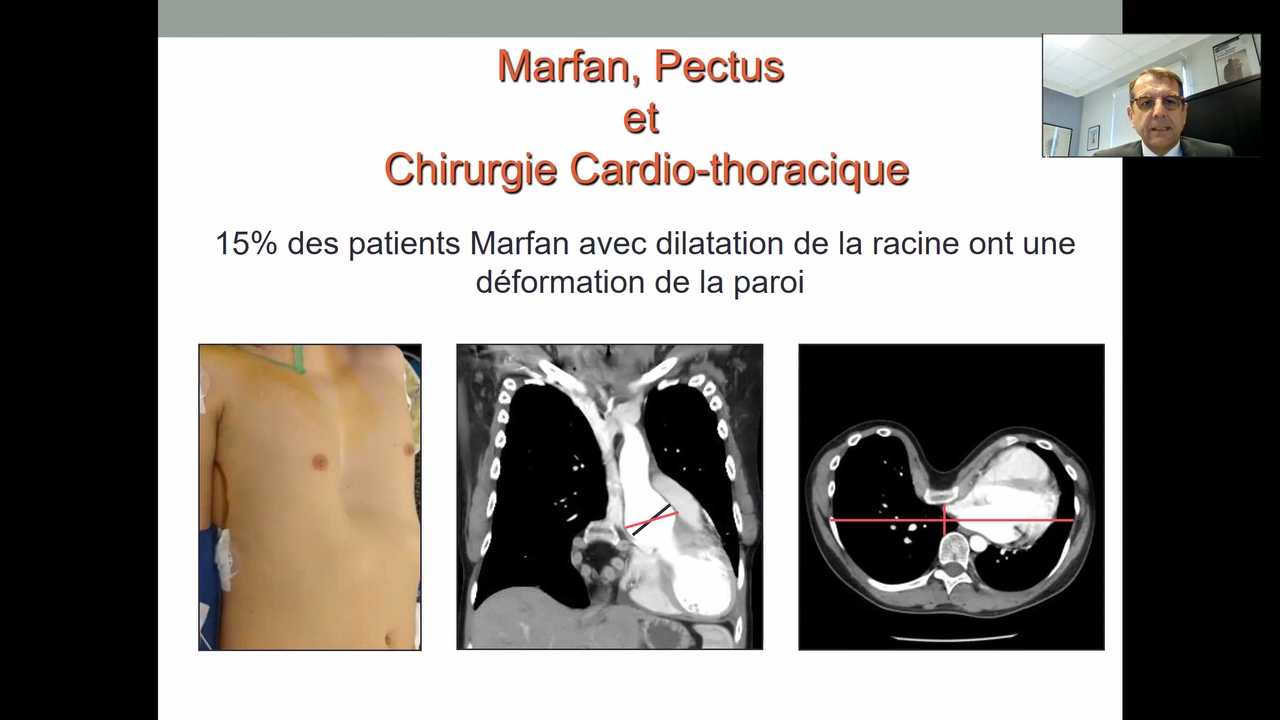 Marfan, Pectus
et
Chirurgie Cardio-thoracique
15% des patients Marfan avec dilatation de la racine ont une
déformation de la paroi